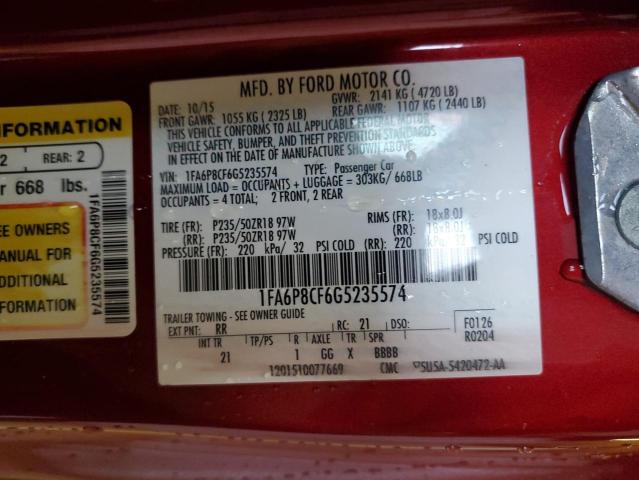 MFD. BY FORD MOTOR CO.
DATE: 10/15 GVWR: 2141 KG ( 4720 LB)
FRONT GAWR: 1055 KG ( 2325 LB) REAR GAWR: 1107 KG ( 2440 LB)
THIS VEHICLE CONFORMS TO ALL APPLICABLE FEDERAL MOTOR
VEHICLE SAFETY, BUMPER, AND THEFT PREVENTION STANDARDS
IN EFFECT ON THE DATE OF MANUFACTURE SHOWN ABOVE.
VIN: 1FA6P8CF6G5235574 TYPE: Passenger Car
MAXIMUM LOAD = OCCUPANTS + LUGGAGE = 303KG/ 668LB
OCCUPANTS = 4 TOTAL; 2 FRONT, 2 REAR
TIRE (FR): P235/50ZR18 97W RIMS (FR): 18x8.0J
(RR): P235/50ZR18 97W (RR): 18x8.0J
PRESSURE (FR): 220 kPa/ 32 PSI COLD (RR): 220 kPa/ 32 PSI COLD
1FA6P8CF6G5235574
TRAILER TOWING - SEE OWNER GUIDE
EXT PNT: RR RC: 21 DSO: F0126
R0204
INT TR TP/PS R AXLE TR SPR
21 1 GG X BBBB
1201510077669 CMC SUSA-5420472-AA
INFORMATION
2 REAR: 2
r 668 lbs.
EE OWNERS
ANUAL FOR
DDITIONAL
INFORMATION
1FA6P8CF6G5235574